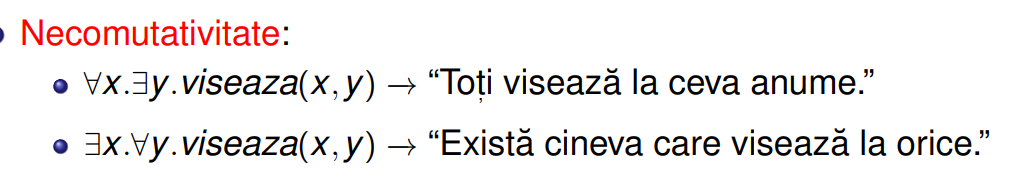 Necomutativitate:
∀x.∃y.viseaza(x, y) → “Toți visează la ceva anume.”
∃x.∀y.viseaza(x, y) → “Există cineva care visează la orice.”